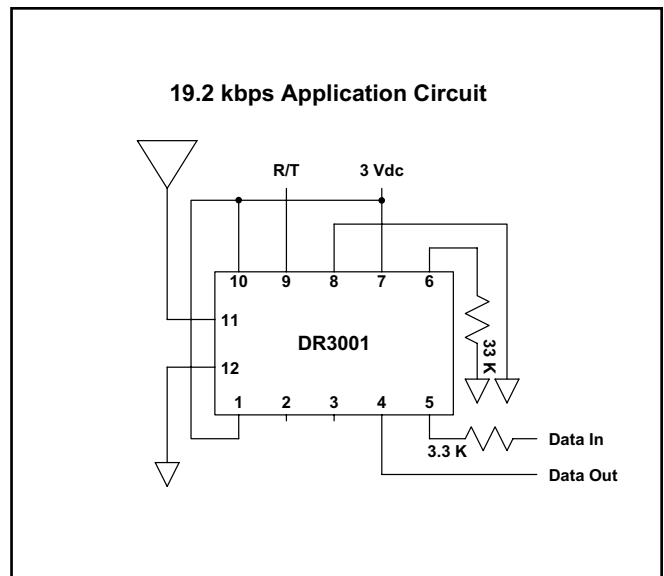 19.2 kbps Application Circuit
R/T 3 Vdc
10 9 8 7 6
11
DR3001
33 K
12
1 2 3 4 5
3.3 K
Data In
Data Out